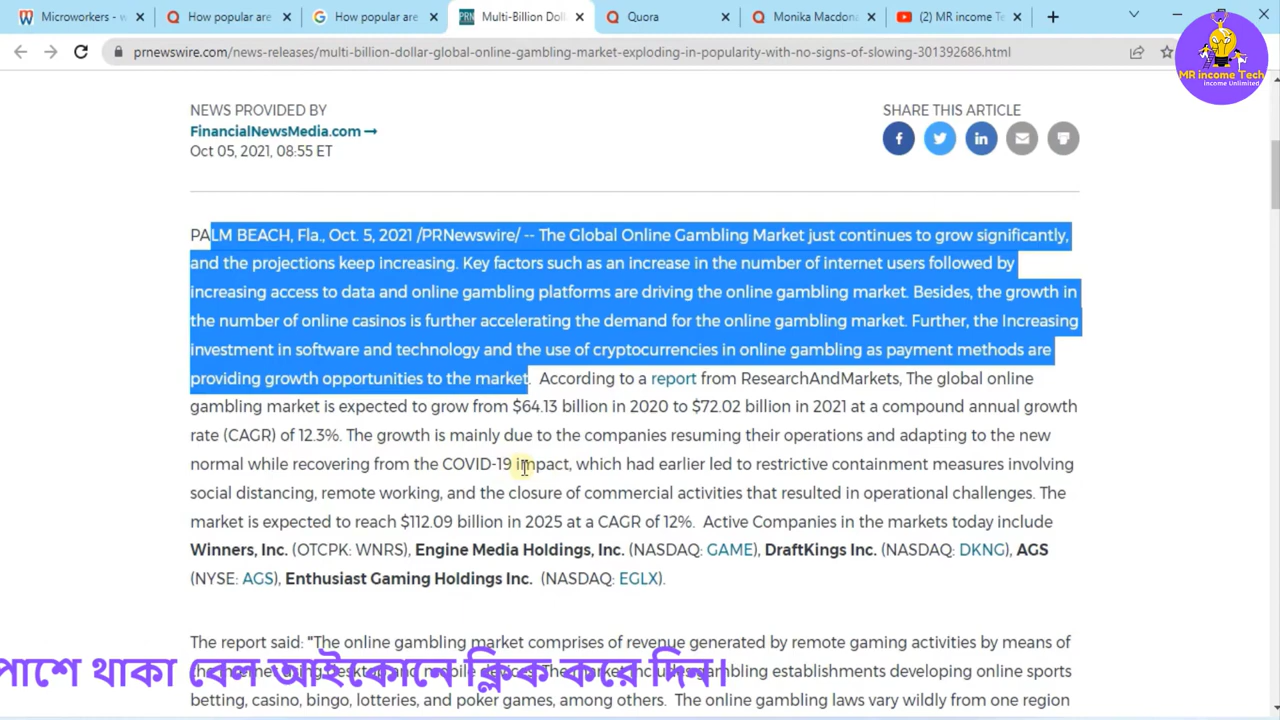 Microworkers - w
How popular are
How popular are
Multi-Billion Doll
Quora
Monika Macdona
(2) MR income Te
prnewswire.com/news-releases/multi-billion-dollar-global-online-gambling-market-exploding-in-popularity-with-no-signs-of-slowing-301392686.html
MR income Tech
Income Unlimited
NEWS PROVIDED BY
FinancialNewsMedia.com
Oct 05, 2021, 08:55 ET
SHARE THIS ARTICLE
PALM BEACH, Fla., Oct. 5, 2021 /PRNewswire/ -- The Global Online Gambling Market just continues to grow significantly,
and the projections keep increasing. Key factors such as an increase in the number of internet users followed by
increasing access to data and online gambling platforms are driving the online gambling market. Besides, the growth in
the number of online casinos is further accelerating the demand for the online gambling market. Further, the Increasing
investment in software and technology and the use of cryptocurrencies in online gambling as payment methods are
providing growth opportunities to the market. According to a report from ResearchAndMarkets, The global online
gambling market is expected to grow from $64.13 billion in 2020 to $72.02 billion in 2021 at a compound annual growth
rate (CAGR) of 12.3%. The growth is mainly due to the companies resuming their operations and adapting to the new
normal while recovering from the COVID-19 impact, which had earlier led to restrictive containment measures involving
social distancing, remote working, and the closure of commercial activities that resulted in operational challenges. The
market is expected to reach $112.09 billion in 2025 at a CAGR of 12%. Active Companies in the markets today include
Winners, Inc. (OTCPK: WNRS), Engine Media Holdings, Inc. (NASDAQ: GAME), DraftKings Inc. (NASDAQ: DKNG), AGS
(NYSE: AGS), Enthusiast Gaming Holdings Inc. (NASDAQ: EGLX).
The report said: "The online gambling market comprises of revenue generated by remote gaming activities by means of
the internet using desktop and mobile devices. The market includes gambling establishments developing online sports
পাশে থাকা বেল আইকোনে ক্লিক করে দিন।
betting, casino, bingo, lotteries, and poker games, among others. The online gambling laws vary wildly from one region